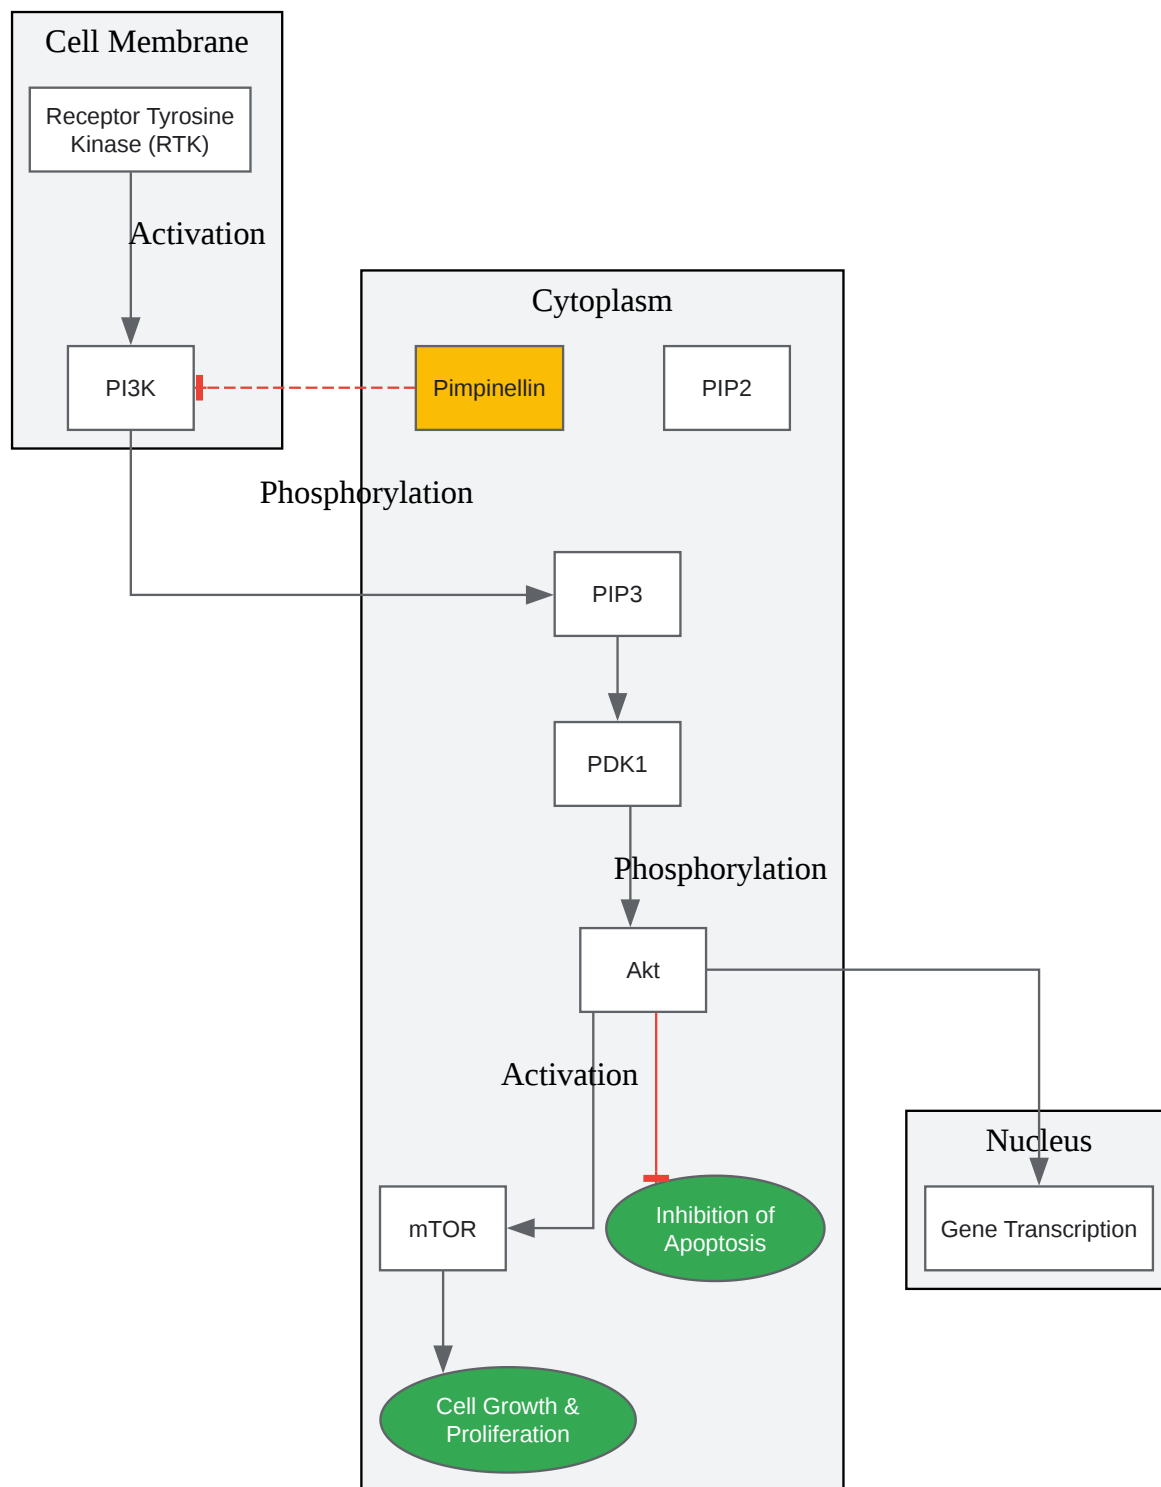 Cell Membrane
Receptor Tyrosine
Kinase (RTK)
Activation
Cytoplasm
PI3K
Pimpinellin
PIP2
Phosphorylation
PIP3
PDK1
Phosphorylation
Akt
Activation
Nucleus
mTOR
Inhibition of
Apoptosis
Gene Transcription
Cell Growth &
Proliferation